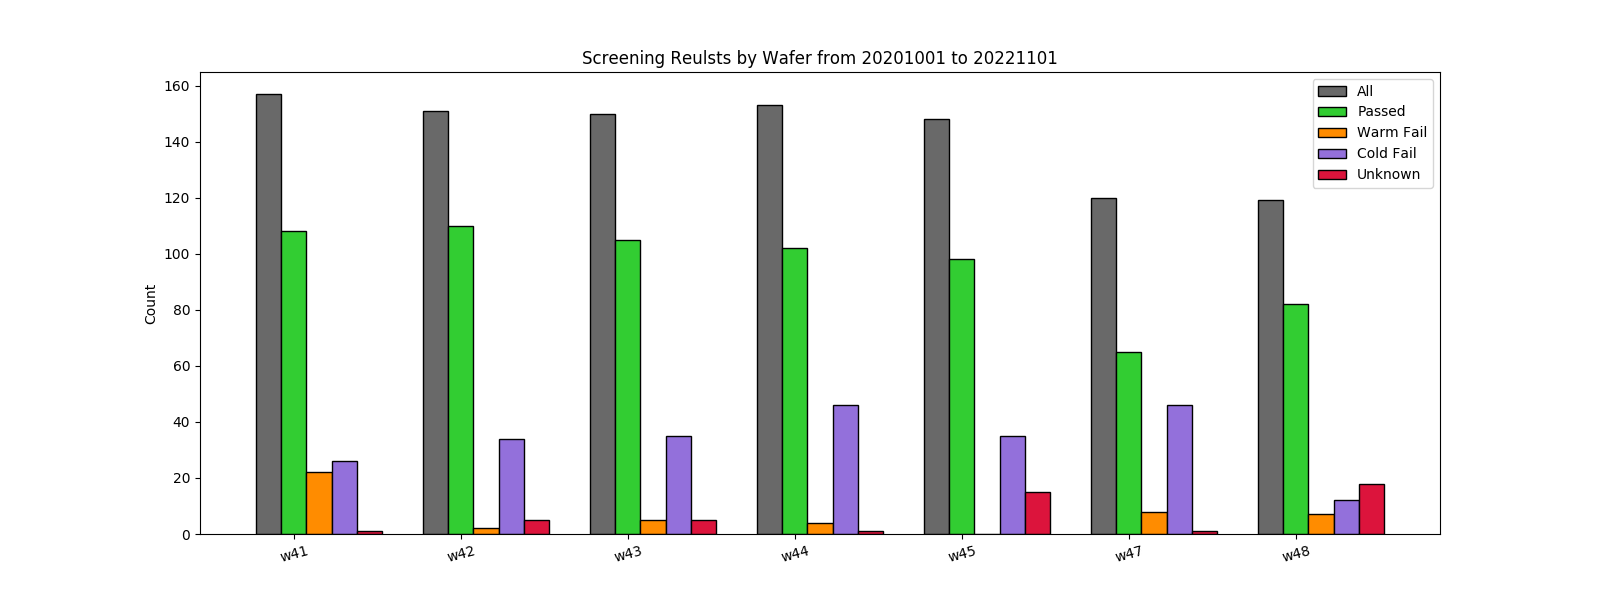 Screening Reulsts by Wafer from 20201001 to 20221101
160
140
120
100
80
60
40
20
0
Count
All
Passed
Warm Fail
Cold Fail
Unknown
w41
w42
w43
w44
w45
w47
w48